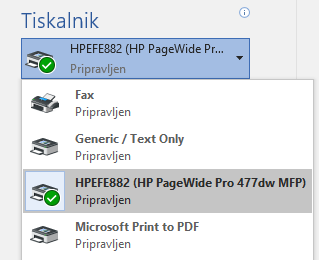 Tiskalnik
HPEFE882 (HP PageWide Pr...
Pripravljen
Fax
Pripravljen
Generic / Text Only
Pripravljen
HPEFE882 (HP PageWide Pro 477dw MFP)
Pripravljen
Microsoft Print to PDF
Pripravljen